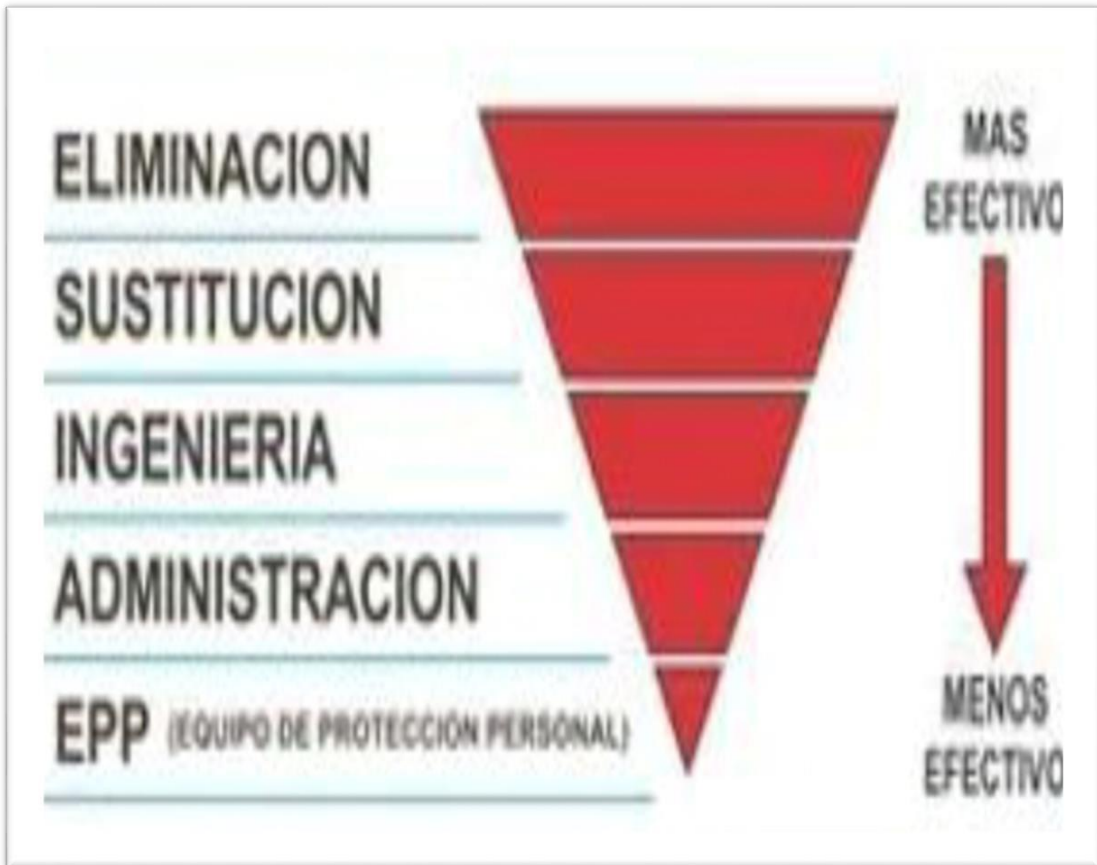 ELIMINACION
SUSTITUCION
INGENIERIA
ADMINISTRACION
EPP (EQUIPO DE PROTECCION PERSONAL)
MAS
EFECTIVO
MENOS
EFECTIVO